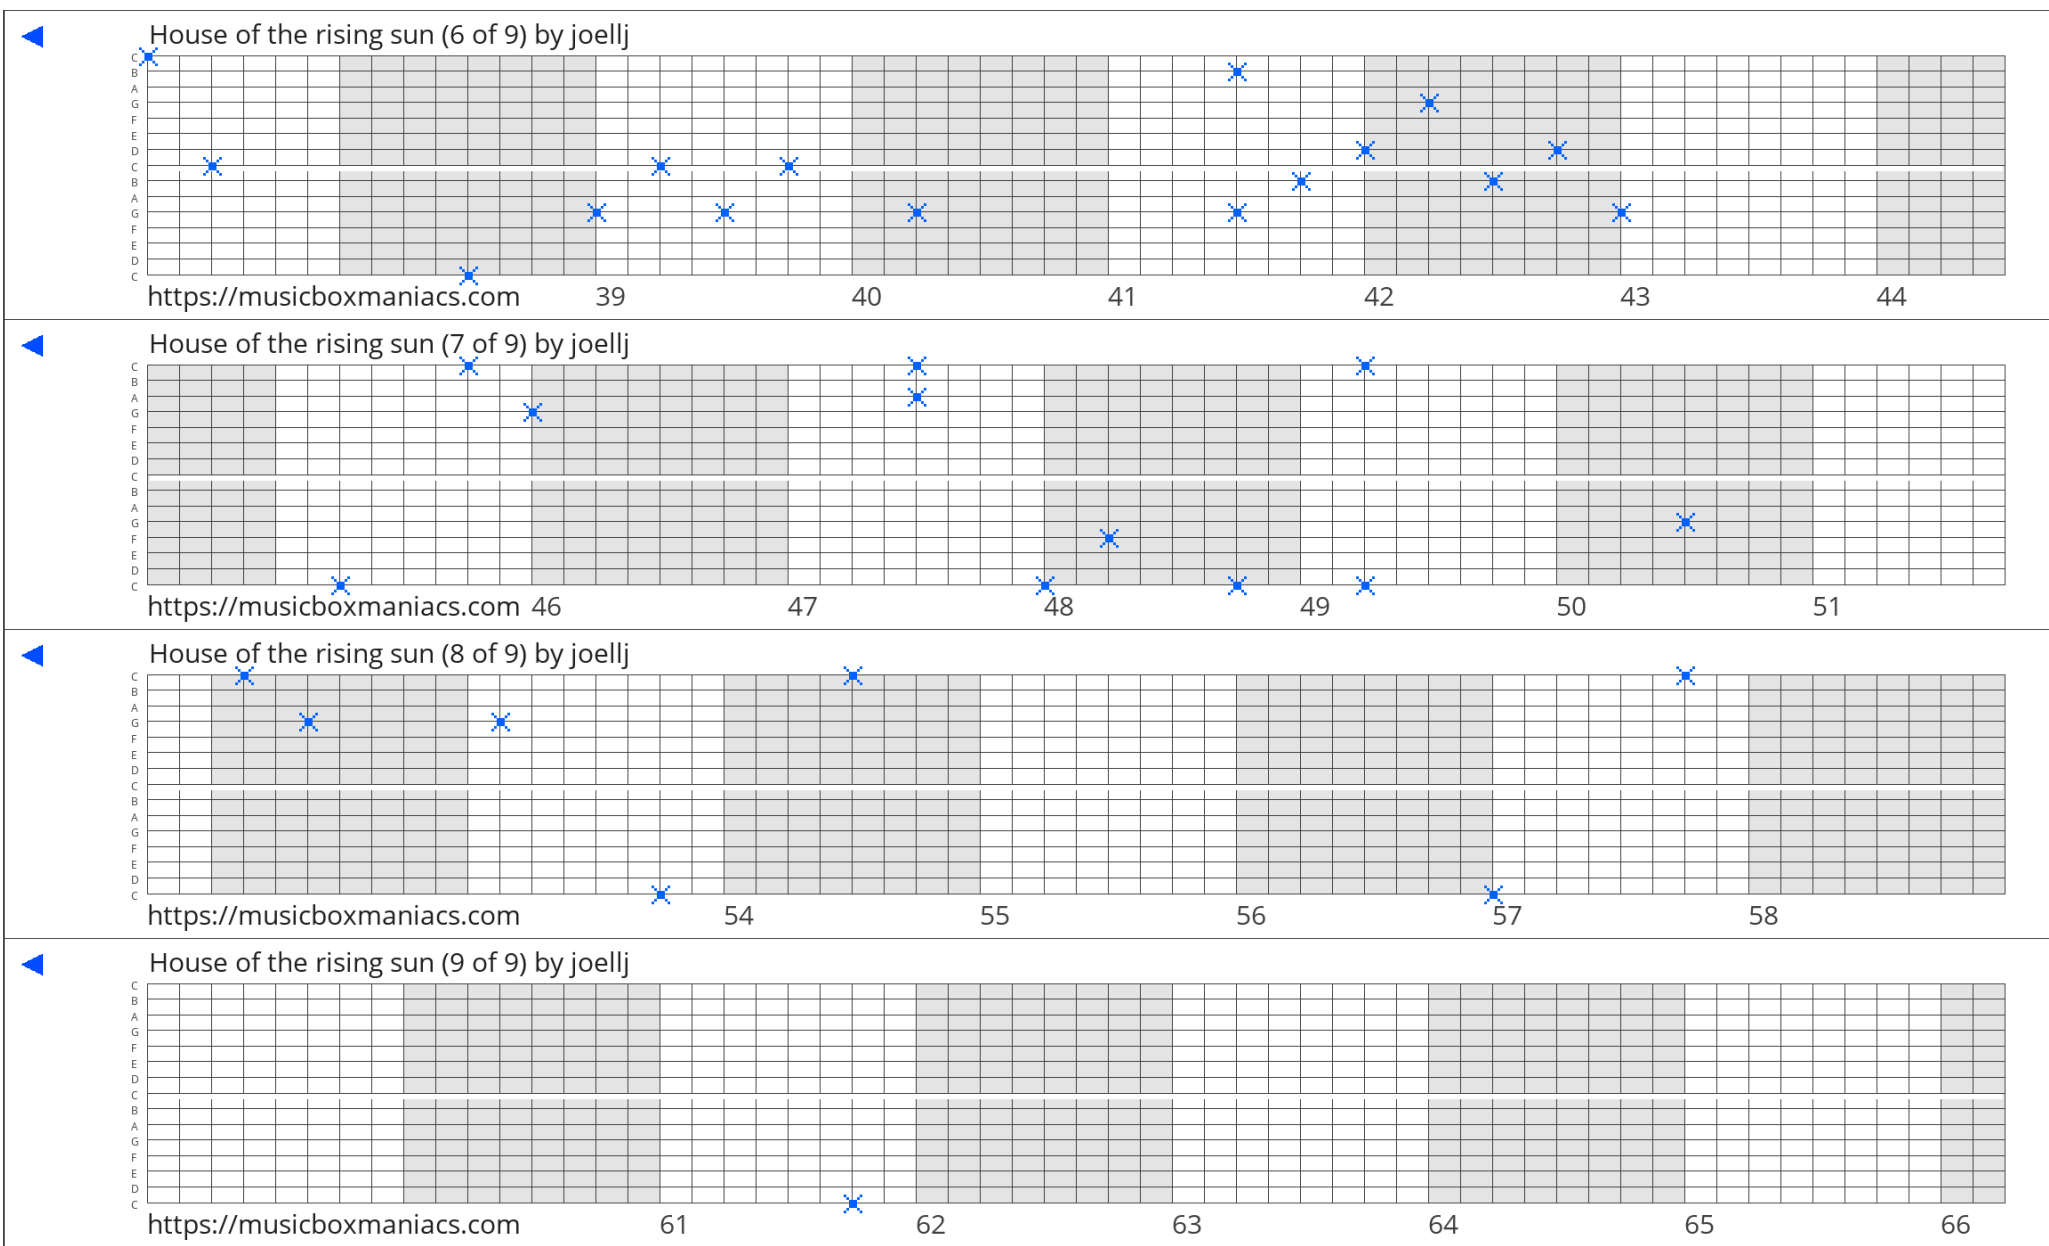 House of the rising sun (6 of 9) by joellj
C
B
A
G
F
E
D
C
B
A
G
F
E
D
C
https://musicboxmaniacs.com 39 40 41 42 43 44
House of the rising sun (7 of 9) by joellj
C
B
A
G
F
E
D
C
B
A
G
F
E
D
C
https://musicboxmaniacs.com 46 47 48 49 50 51
House of the rising sun (8 of 9) by joellj
C
B
A
G
F
E
D
C
B
A
G
F
E
D
C
https://musicboxmaniacs.com 54 55 56 57 58
House of the rising sun (9 of 9) by joellj
C
B
A
G
F
E
D
C
B
A
G
F
E
D
C
https://musicboxmaniacs.com 61 62 63 64 65 66